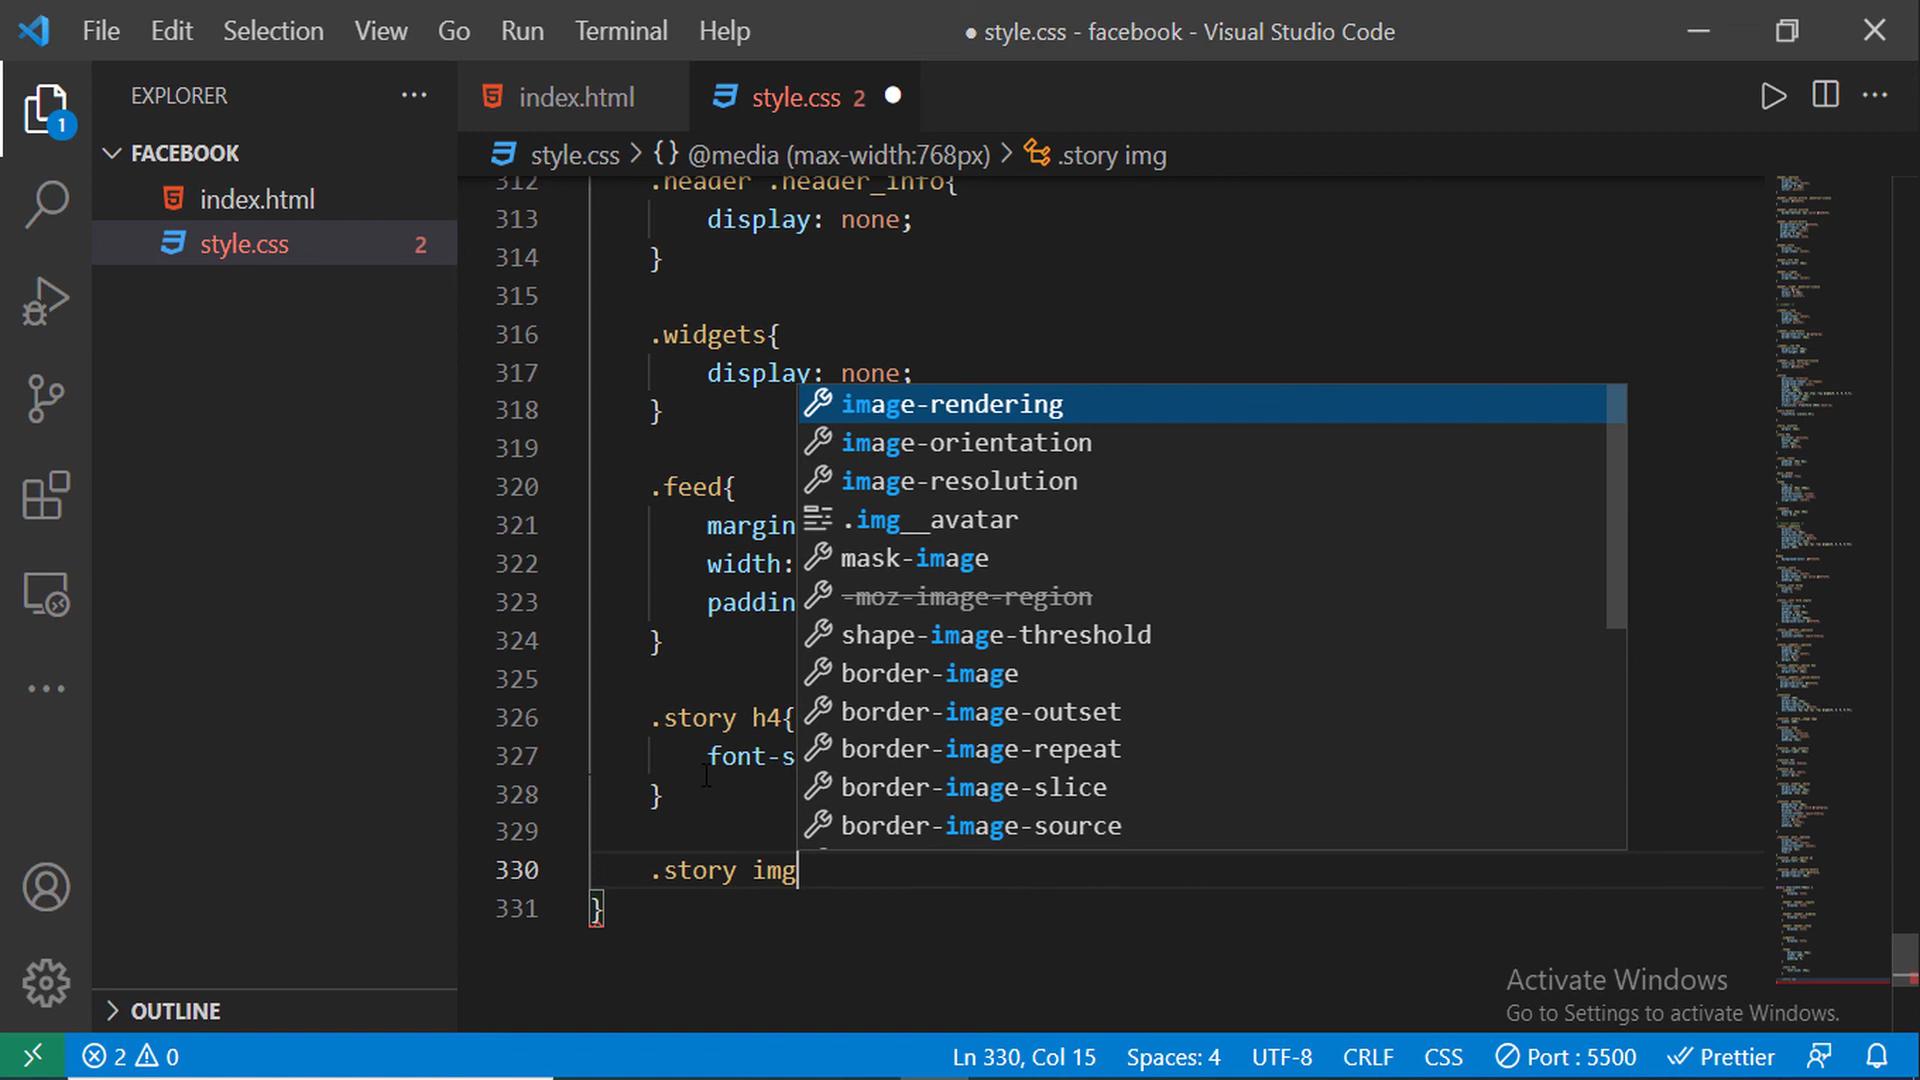 File Edit Selection View Go Run Terminal Help ● style.css - facebook - Visual Studio Code
EXPLORER ···
index.html
style.css 2 ●
1
FACEBOOK
index.html
style.css 2
style.css > {} @media (max-width:768px) > .story img
312 .header .header_info{
313 display: none;
314 }
315
316 .widgets{
317 display: none;
318 }
319
320 .feed{
321 margin
322 width:
323 paddin
324 }
325
326 .story h4{
327 font-s
328 }
329
330 .story img
331 }
image-rendering
image-orientation
image-resolution
.img__avatar
mask-image
-moz-image-region
shape-image-threshold
border-image
border-image-outset
border-image-repeat
border-image-slice
border-image-source
OUTLINE
Activate Windows
Go to Settings to activate Windows.
2 0 Ln 330, Col 15 Spaces: 4 UTF-8 CRLF CSS Port : 5500 Prettier